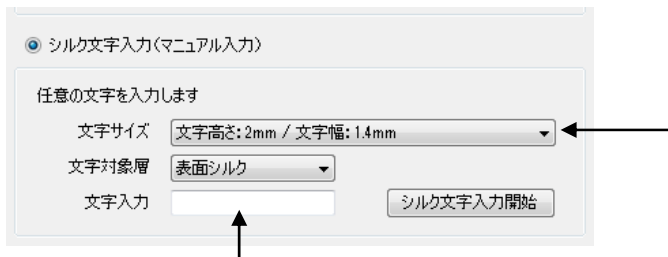 シルク文字入力(マニュアル入力)
任意の文字を入力します
文字サイズ 文字高さ:2mm / 文字幅:1.4mm
文字対象層 表面シルク
文字入力 シルク文字入力開始